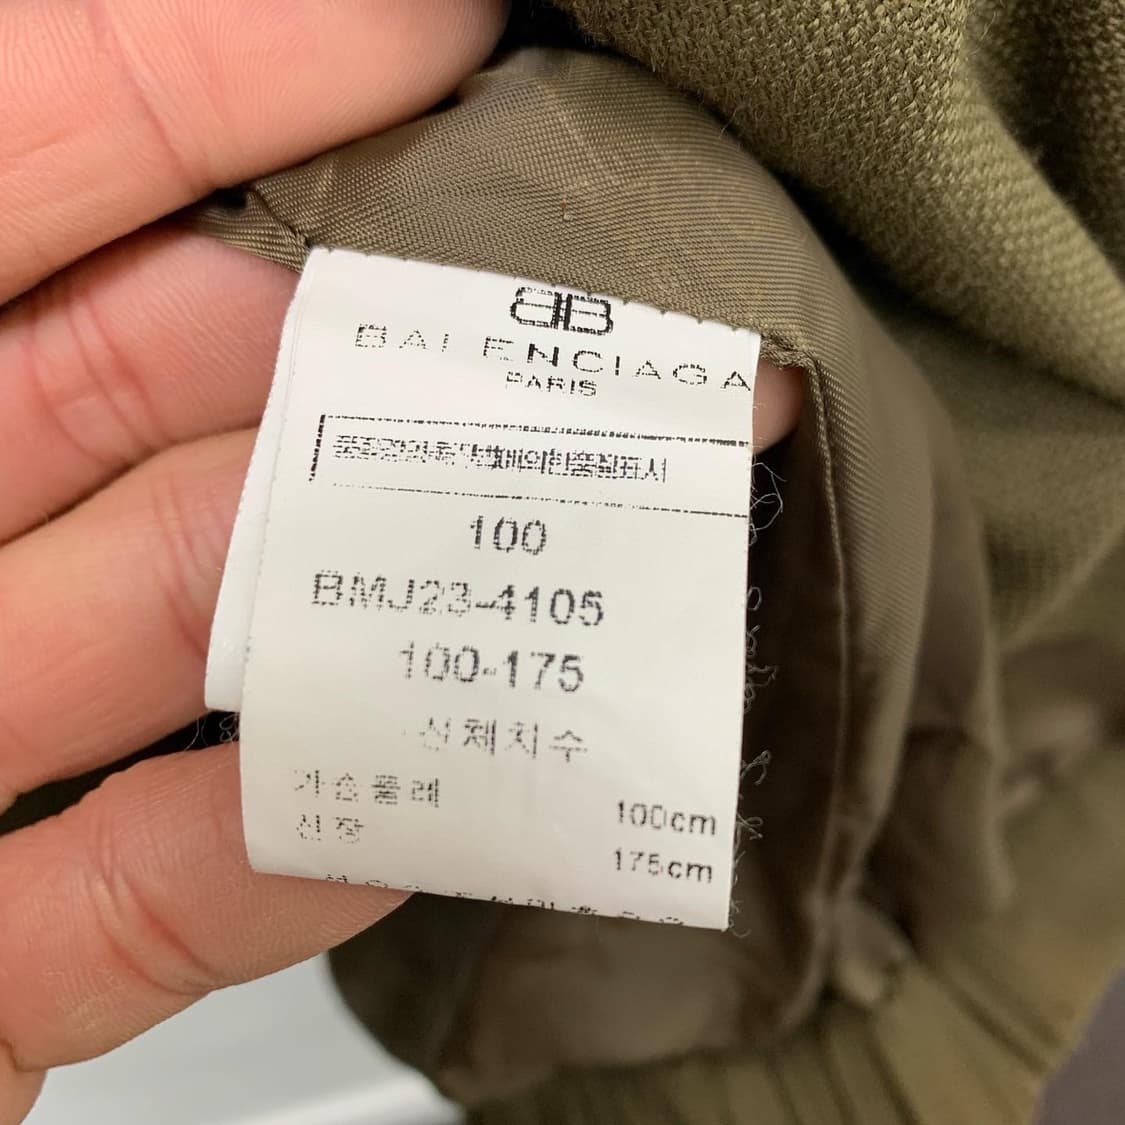 BB
BALENCIAGA
PARIS
100
BMJ23-4105
100-175
신체치수
가슴둘레 100cm
신장 175cm